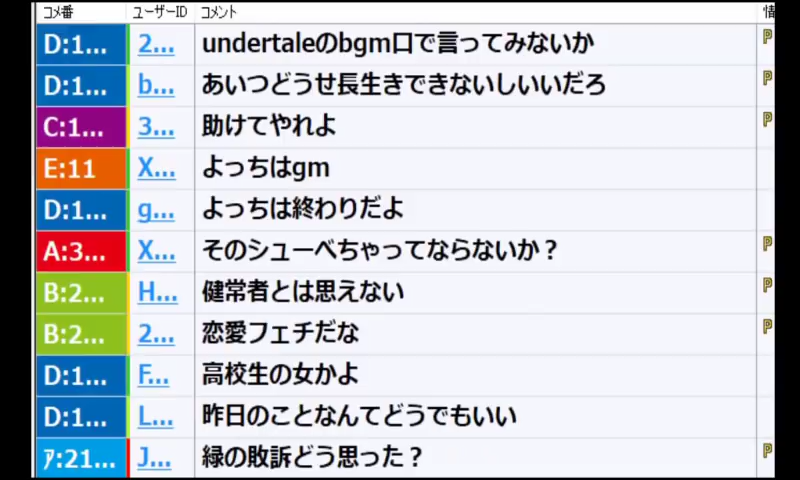 コメ番 ユーザーID コメント 情
D:1... 2... undertaleのbgm口で言ってみないか P
D:1... b... あいつどうせ長生きできないしいいだろ P
C:1... 3... 助けてやれよ P
E:11 X... よっちはgm
D:1... g... よっちは終わりだよ
A:3... X... そのシューベちゃってならないか？ P
B:2... H... 健常者とは思えない P
B:2... 2... 恋愛フェチだな P
D:1... F... 高校生の女かよ
D:1... L... 昨日のことなんてどうでもいい
ｱ:21... J... 緑の敗訴どう思った？ P